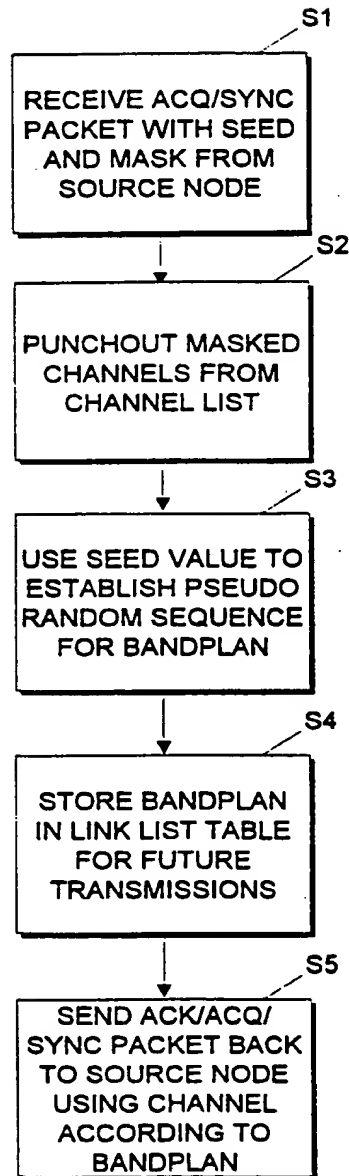 S1
RECEIVE ACQ/SYNC
PACKET WITH SEED
AND MASK FROM
SOURCE NODE
S2
PUNCHOUT MASKED
CHANNELS FROM
CHANNEL LIST
S3
USE SEED VALUE TO
ESTABLISH PSEUDO
RANDOM SEQUENCE
FOR BANDPLAN
S4
STORE BANDPLAN
IN LINK LIST TABLE
FOR FUTURE
TRANSMISSIONS
S5
SEND ACK/ACQ/
SYNC PACKET BACK
TO SOURCE NODE
USING CHANNEL
ACCORDING TO
BANDPLAN